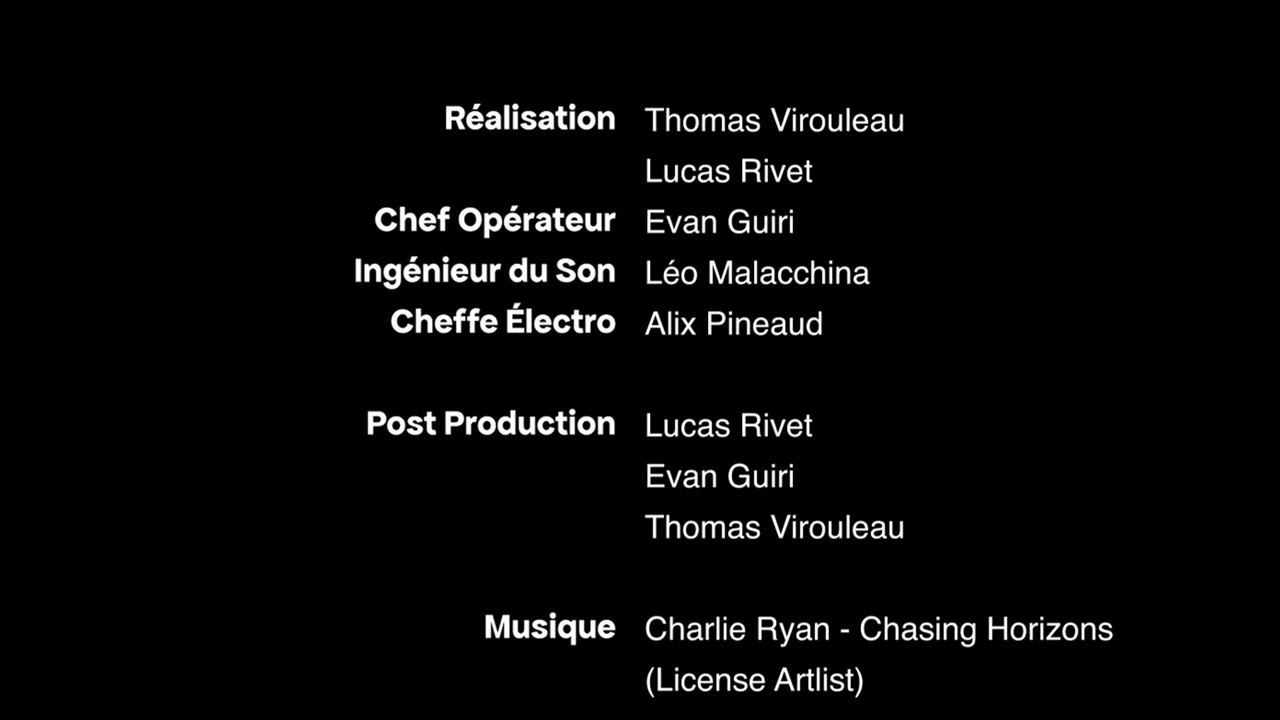 Réalisation Thomas Virouleau
Lucas Rivet
Chef Opérateur Evan Guiri
Ingénieur du Son Léo Malacchina
Cheffe Électro Alix Pineaud
Post Production Lucas Rivet
Evan Guiri
Thomas Virouleau
Musique Charlie Ryan - Chasing Horizons
(License Artlist)